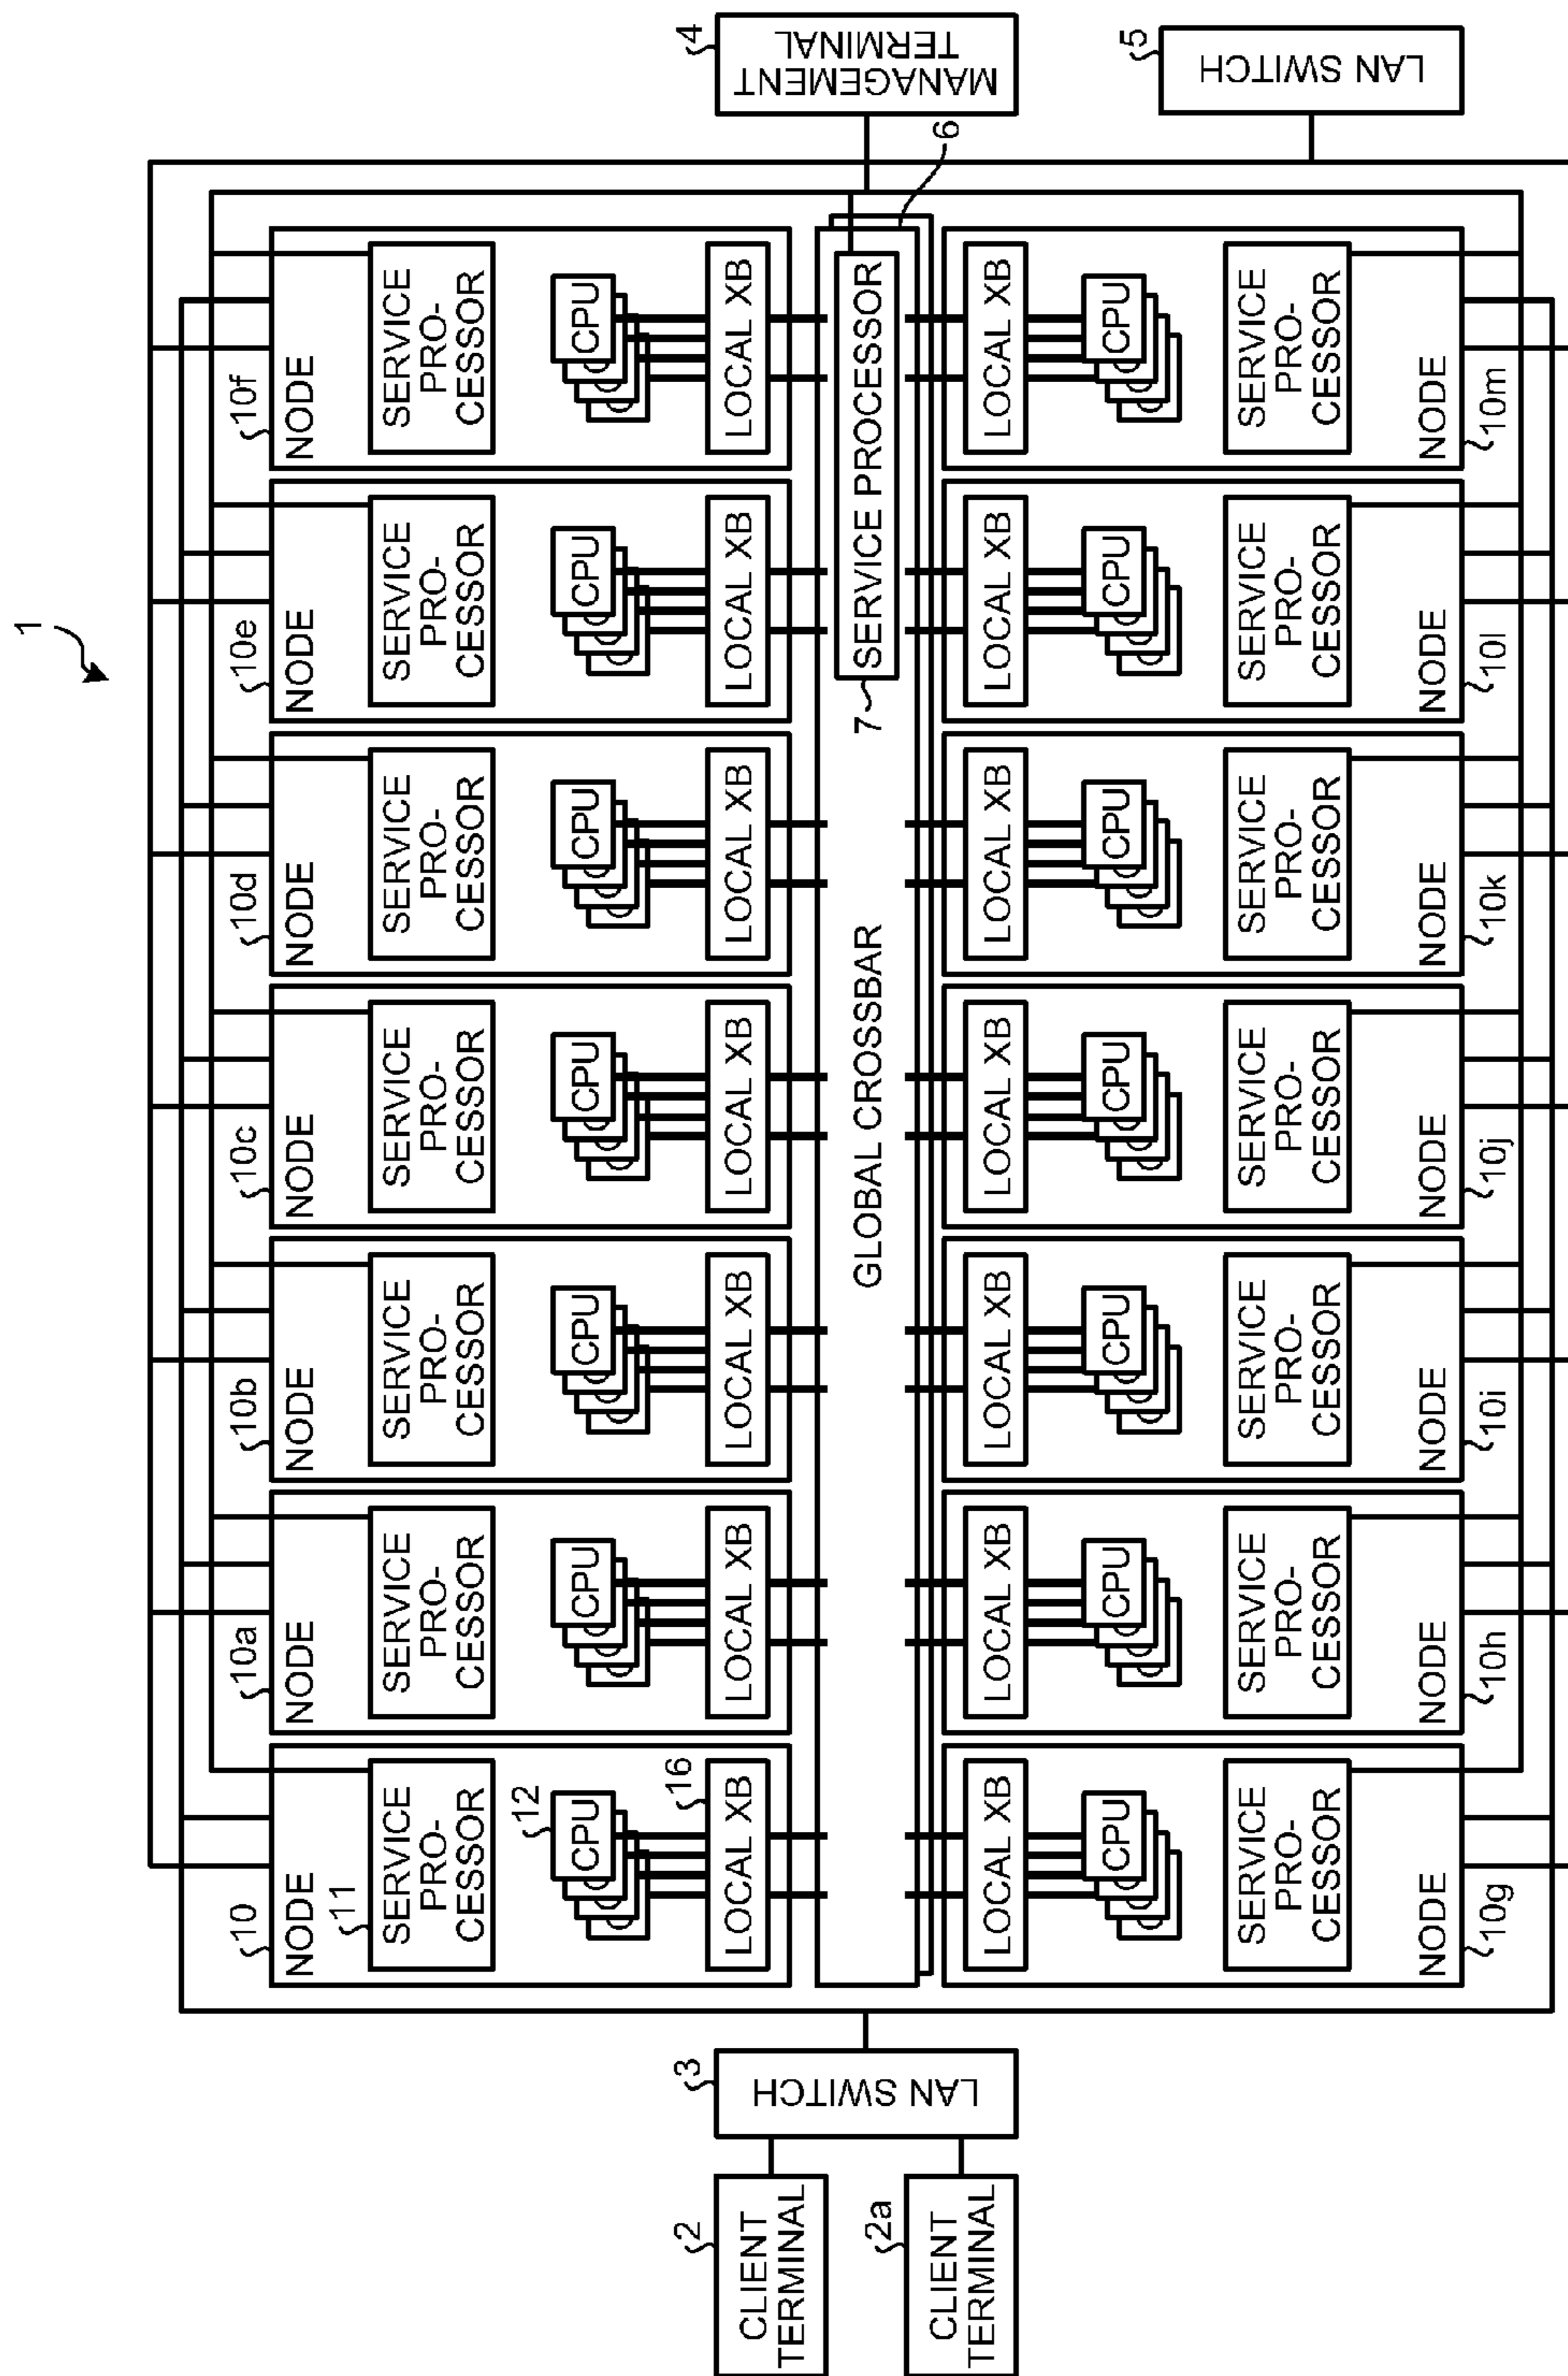 1
10
10a
10b
10c
10d
10e
10f
NODE
NODE
NODE
NODE
NODE
NODE
NODE
11
SERVICE
PRO-
CESSOR
SERVICE
PRO-
CESSOR
SERVICE
PRO-
CESSOR
SERVICE
PRO-
CESSOR
SERVICE
PRO-
CESSOR
SERVICE
PRO-
CESSOR
SERVICE
PRO-
CESSOR
12
CPU
CPU
CPU
CPU
CPU
CPU
CPU
16
LOCAL XB
LOCAL XB
LOCAL XB
LOCAL XB
LOCAL XB
LOCAL XB
LOCAL XB
2
CLIENT
TERMINAL
2a
CLIENT
TERMINAL
3
LAN SWITCH
GLOBAL CROSSBAR
7
SERVICE PROCESSOR
6
4
MANAGEMENT
TERMINAL
5
LAN SWITCH
LOCAL XB
LOCAL XB
LOCAL XB
LOCAL XB
LOCAL XB
LOCAL XB
LOCAL XB
CPU
CPU
CPU
CPU
CPU
CPU
CPU
SERVICE
PRO-
CESSOR
SERVICE
PRO-
CESSOR
SERVICE
PRO-
CESSOR
SERVICE
PRO-
CESSOR
SERVICE
PRO-
CESSOR
SERVICE
PRO-
CESSOR
SERVICE
PRO-
CESSOR
NODE
NODE
NODE
NODE
NODE
NODE
NODE
10g
10h
10i
10j
10k
10l
10m